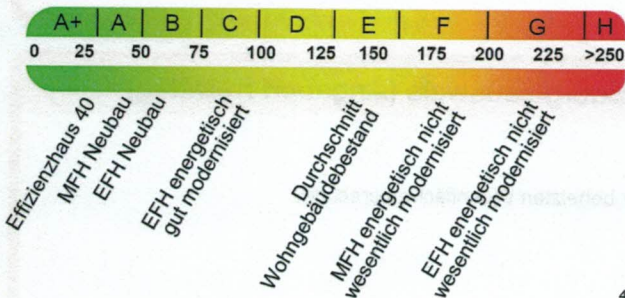 A+ A B C D E F G H
0 25 50 75 100 125 150 175 200 225 >250
Effizienzhaus 40
MFH Neubau
EFH Neubau
EFH energetisch
gut modernisiert
Durchschnitt
Wohngebäudebestand
MFH energetisch nicht
wesentlich modernisiert
EFH energetisch nicht
wesentlich modernisiert